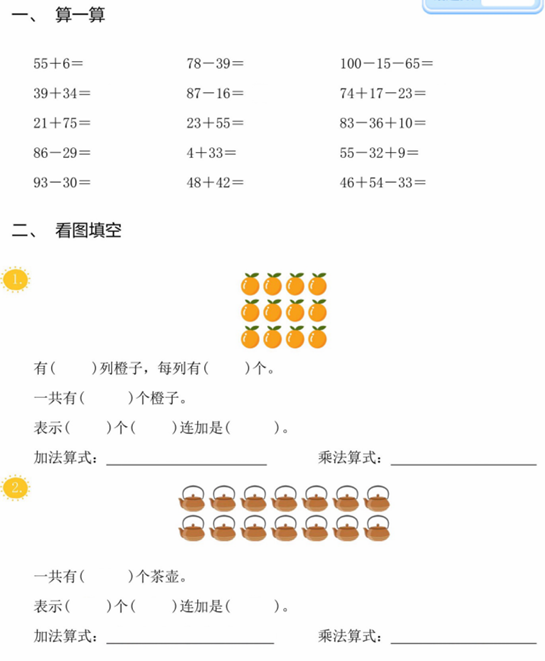 一、 算一算
55＋6＝ 78－39＝ 100－15－65＝
39＋34＝ 87－16＝ 74＋17－23＝
21＋75＝ 23＋55＝ 83－36＋10＝
86－29＝ 4＋33＝ 55－32＋9＝
93－30＝ 48＋42＝ 46＋54－33＝
二、 看图填空
1.
有( )列橙子，每列有( )个。
一共有( )个橙子。
表示( )个( )连加是( )。
加法算式：＿＿＿＿＿＿＿＿ 乘法算式：＿＿＿＿＿＿＿＿
2.
一共有( )个茶壶。
表示( )个( )连加是( )。
加法算式：＿＿＿＿＿＿＿＿ 乘法算式：＿＿＿＿＿＿＿＿